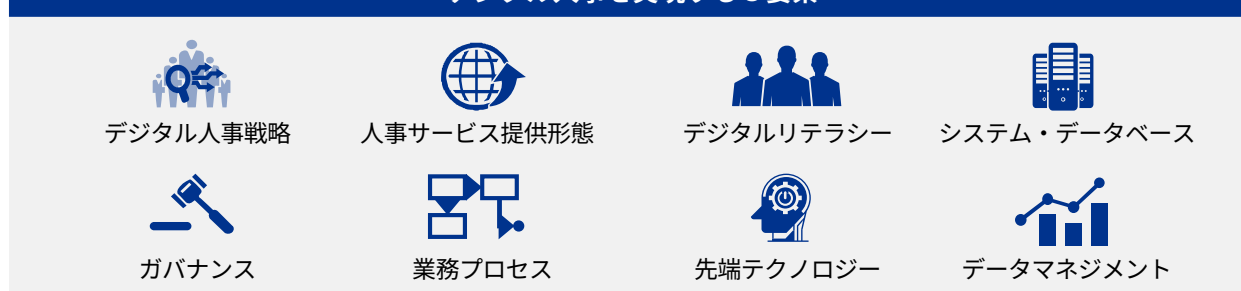 デジタル人事戦略
人事サービス提供形態
デジタルリテラシー
システム・データベース
ガバナンス
業務プロセス
先端テクノロジー
データマネジメント